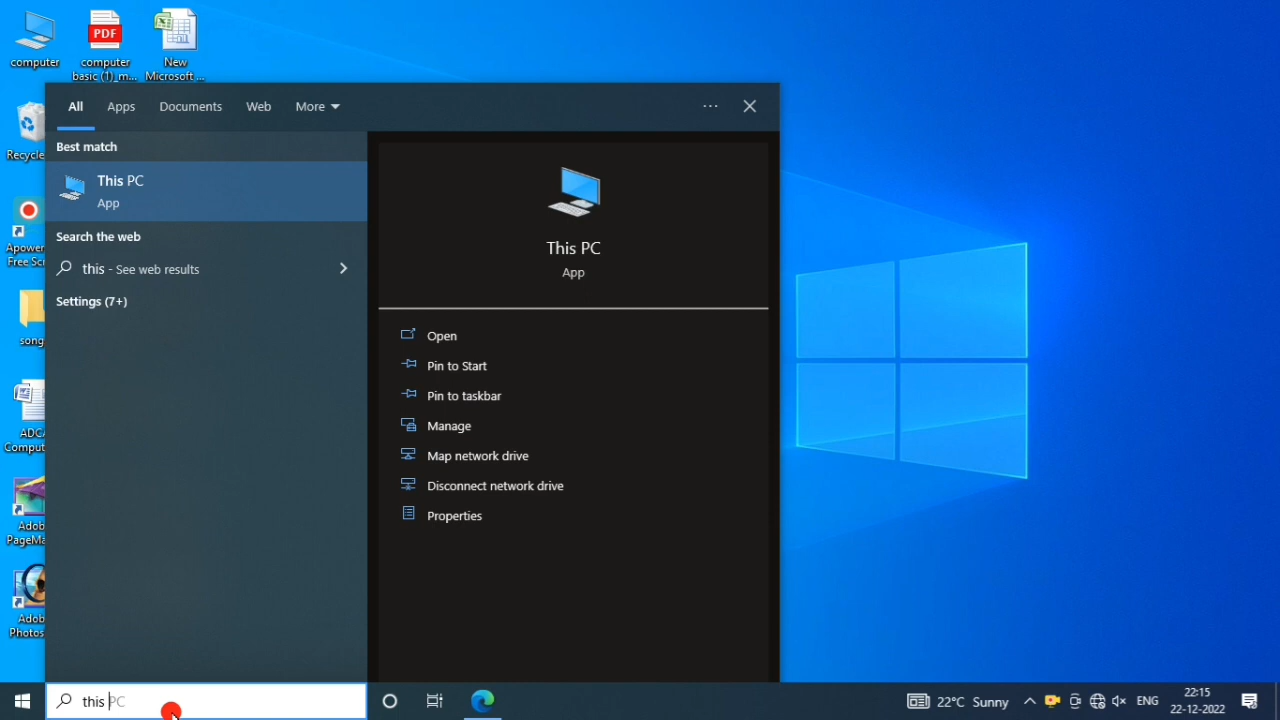 computer
PDF
computer
basic (1)_m...
New
Microsoft ...
All
Apps
Documents
Web
More
Best match
This PC
App
Search the web
this - See web results
Settings (7+)
This PC
App
Open
Pin to Start
Pin to taskbar
Manage
Map network drive
Disconnect network drive
Properties
Recycle
Apower
Free Scr
song
ADCA
Comput
Adob
PageMa
Adob
Photos
this PC
22°C Sunny
ENG
22:15
22-12-2022